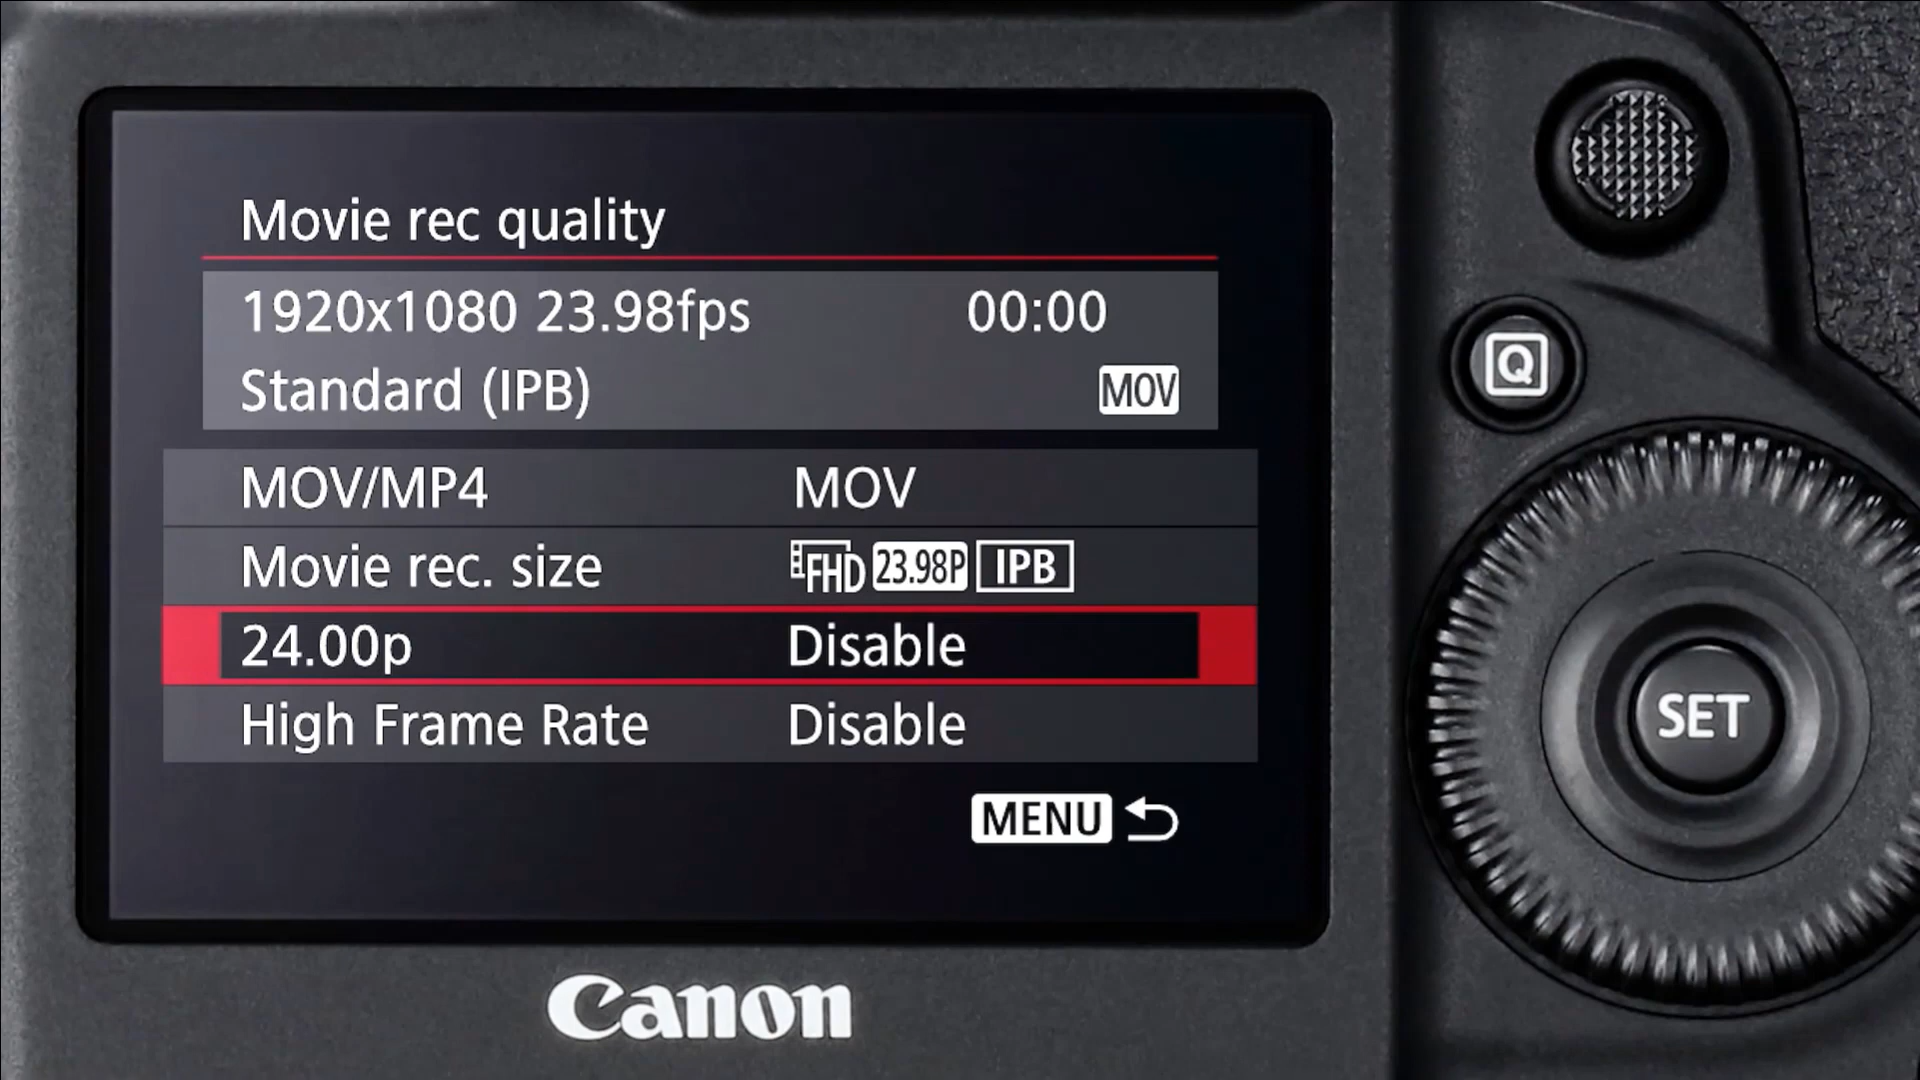 Movie rec quality
1920x1080 23.98fps 00:00
Standard (IPB) MOV
MOV/MP4 MOV
Movie rec. size FHD 23.98P IPB
24.00p Disable
High Frame Rate Disable
MENU
Canon
Q
SET